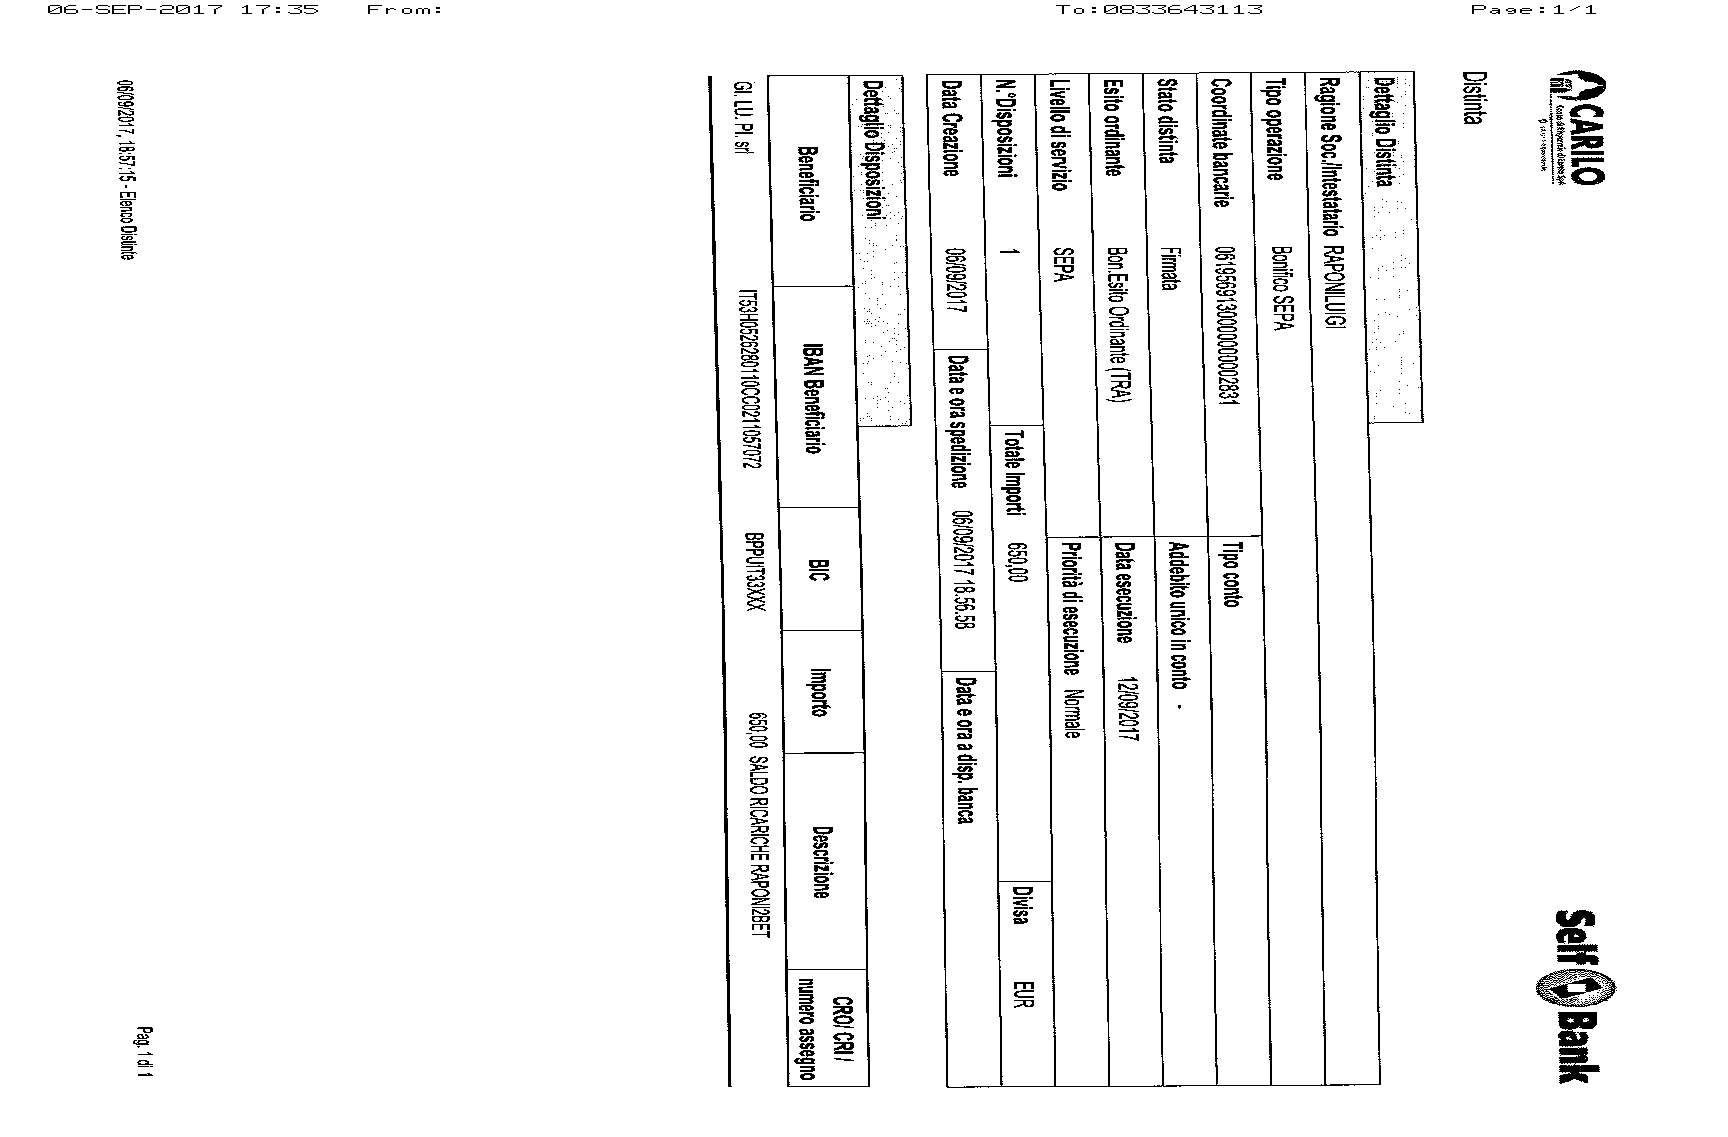 06-SEP-2017 17:35 From: To:0833643113 Page:1/1
CARILO
Self Bank
Distinta
Dettaglio Distinta
Ragione Soc./Intestatario RAPONILUIGI
Tipo operazione Bonifico SEPA
Coordinate bancarie 06195691300000000002831 Tipo conto
Stato distinta Firmata Addebito unico in conto -
Esito ordinante Bon.Esito Ordinante (TRA) Data esecuzione 12/09/2017
Livello di servizio SEPA Priorità di esecuzione Normale
N.°Disposizioni 1 Totale Importi 650,00 Divisa EUR
Data Creazione 06/09/2017 Data e ora spedizione 06/09/2017 18.56.58 Data e ora a disp. banca
Dettaglio Disposizioni
Beneficiario IBAN Beneficiario BIC Importo Descrizione CRO/ CRI /
numero assegno
GI. LU. PI. srl IT53H0526280110CC0211057072 BPPUIT33XXX 650,00 SALDO RICARICHE RAPONI2BET
06/09/2017, 18:57:15 - Elenco Distinte
Pag. 1 di 1